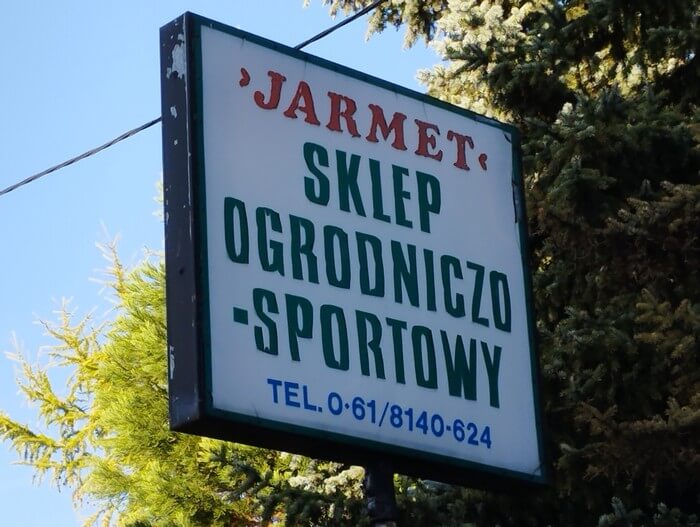 ›JARMET‹
SKLEP
OGRODNICZO
-SPORTOWY
TEL. 0·61/8140·624